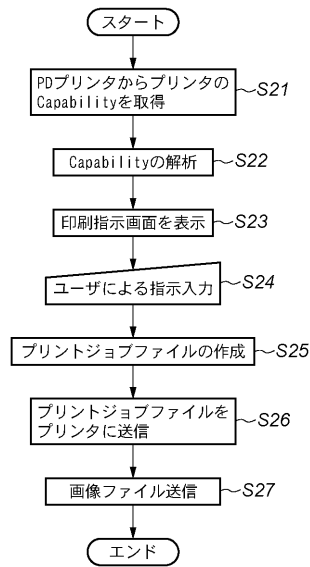 スタート
PDプリンタからプリンタの
Capabilityを取得
S21
Capabilityの解析
S22
印刷指示画面を表示
S23
ユーザによる指示入力
S24
プリントジョブファイルの作成
S25
プリントジョブファイルを
プリンタに送信
S26
画像ファイル送信
S27
エンド